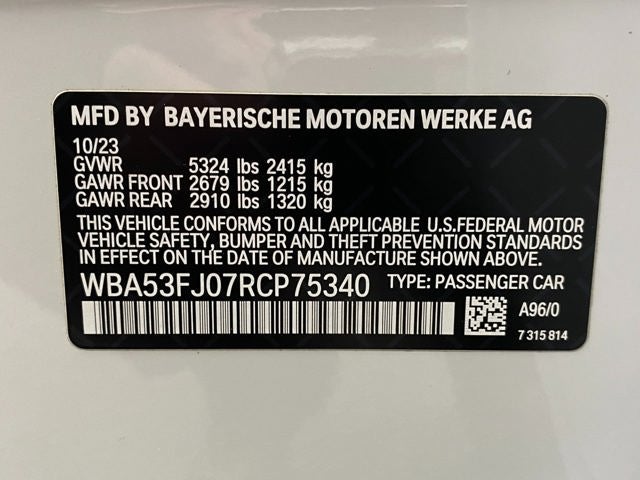 MFD BY BAYERISCHE MOTOREN WERKE AG
10/23
GVWR 5324 lbs 2415 kg
GAWR FRONT 2679 lbs 1215 kg
GAWR REAR 2910 lbs 1320 kg
THIS VEHICLE CONFORMS TO ALL APPLICABLE U.S.FEDERAL MOTOR
VEHICLE SAFETY, BUMPER AND THEFT PREVENTION STANDARDS
IN EFFECT ON THE DATE OF MANUFACTURE SHOWN ABOVE.
WBA53FJ07RCP75340 TYPE: PASSENGER CAR
A96/0
7 315 814